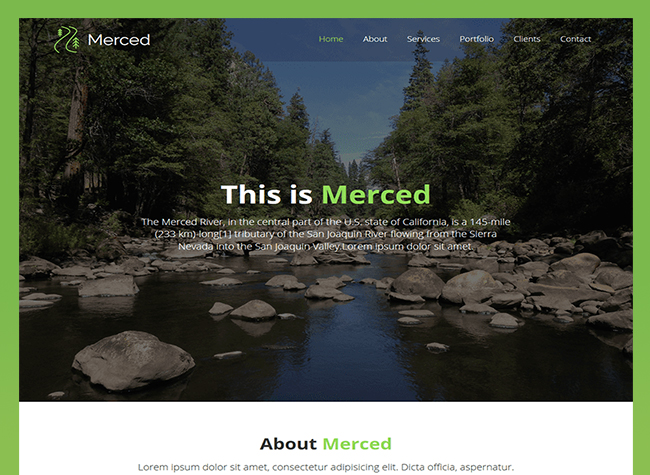 Merced
Home About Services Portfolio Clients Contact
This is Merced
The Merced River, in the central part of the U.S. state of California, is a 145-mile
(233 km)-long[1] tributary of the San Joaquin River flowing from the Sierra
Nevada into the San Joaquin Valley.Lorem ipsum dolor sit amet.
About Merced
Lorem ipsum dolor sit amet, consectetur adipisicing elit. Dicta officia, aspernatur.